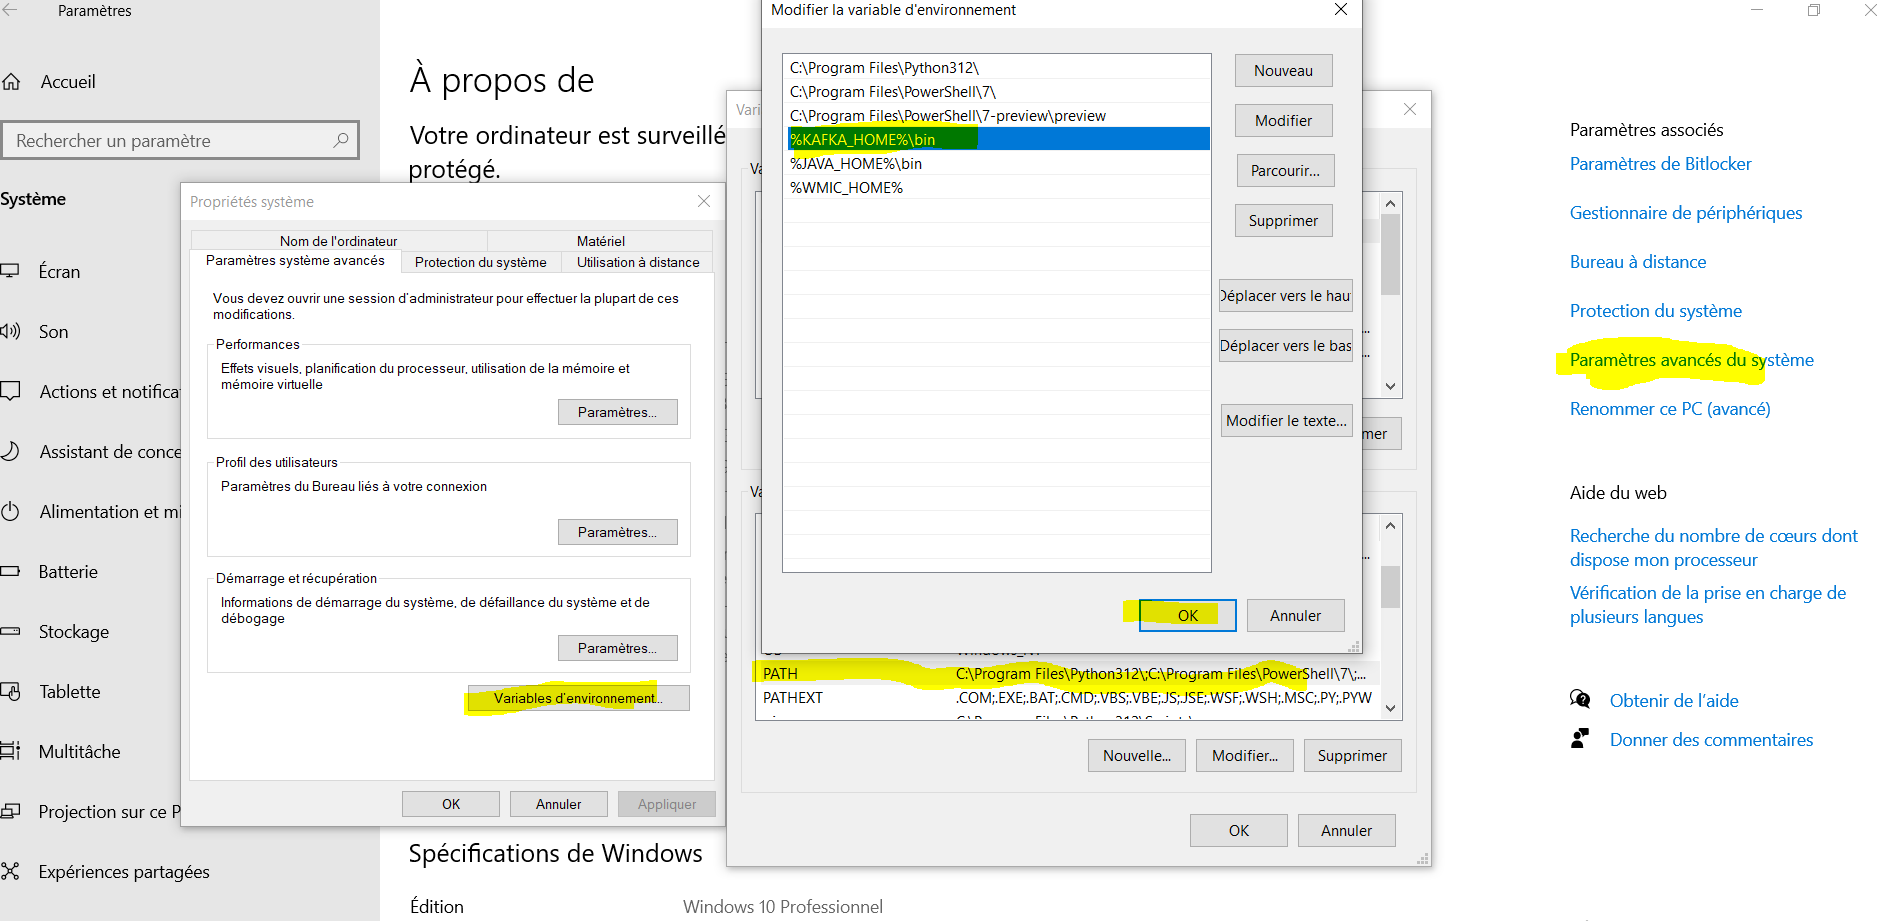 Paramètres
Accueil
Rechercher un paramètre
Système
Écran
Son
Actions et notifica
Assistant de conce
Alimentation et mi
Batterie
Stockage
Tablette
Multitâche
Projection sur ce P
Expériences partagées
À propos de
Votre ordinateur est surveillé
protégé.
Propriétés système
Nom de l'ordinateur
Matériel
Paramètres système avancés
Protection du système
Utilisation à distance
Vous devez ouvrir une session d'administrateur pour effectuer la plupart de ces
modifications.
Performances
Effets visuels, planification du processeur, utilisation de la mémoire et
mémoire virtuelle
Paramètres...
Profil des utilisateurs
Paramètres du Bureau liés à votre connexion
Paramètres...
Démarrage et récupération
Informations de démarrage du système, de défaillance du système et de
débogage
Paramètres...
Variables d'environnement...
OK
Annuler
Appliquer
Spécifications de Windows
Édition
Windows 10 Professionnel
Modifier la variable d'environnement
C:\Program Files\Python312\
C:\Program Files\PowerShell\7\
C:\Program Files\PowerShell\7-preview\preview
%KAFKA_HOME%\bin
%JAVA_HOME%\bin
%WMIC_HOME%
Nouveau
Modifier
Parcourir...
Supprimer
Déplacer vers le hau
Déplacer vers le bas
Modifier le texte...
OK
Annuler
Vari
Va
mer
Va
PATH
C:\Program Files\Python312\;C:\Program Files\PowerShell\7\;...
PATHEXT
.COM;.EXE;.BAT;.CMD;.VBS;.VBE;.JS;.JSE;.WSF;.WSH;.MSC;.PY;.PYW
Nouvelle...
Modifier...
Supprimer
OK
Annuler
Paramètres associés
Paramètres de Bitlocker
Gestionnaire de périphériques
Bureau à distance
Protection du système
Paramètres avancés du système
Renommer ce PC (avancé)
Aide du web
Recherche du nombre de cœurs dont
dispose mon processeur
Vérification de la prise en charge de
plusieurs langues
Obtenir de l'aide
Donner des commentaires